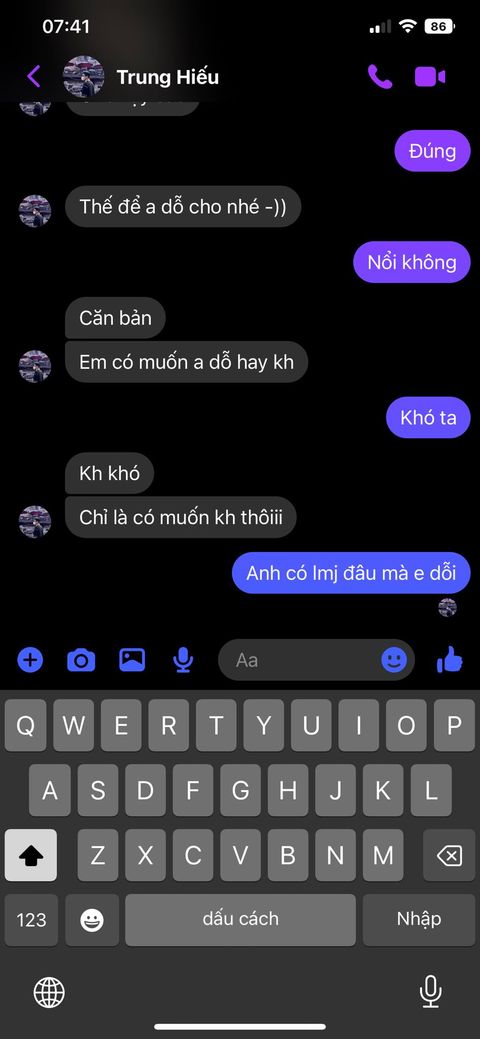 07:41
86
Trung Hiếu
Đúng
Thế để a dỗ cho nhé -))
Nổi không
Căn bản
Em có muốn a dỗ hay kh
Khó ta
Kh khó
Chỉ là có muốn kh thôiii
Anh có lmj đâu mà e dỗi
Aa
Q W E R T Y U I O P
A S D F G H J K L
Z X C V B N M
123
dấu cách
Nhập